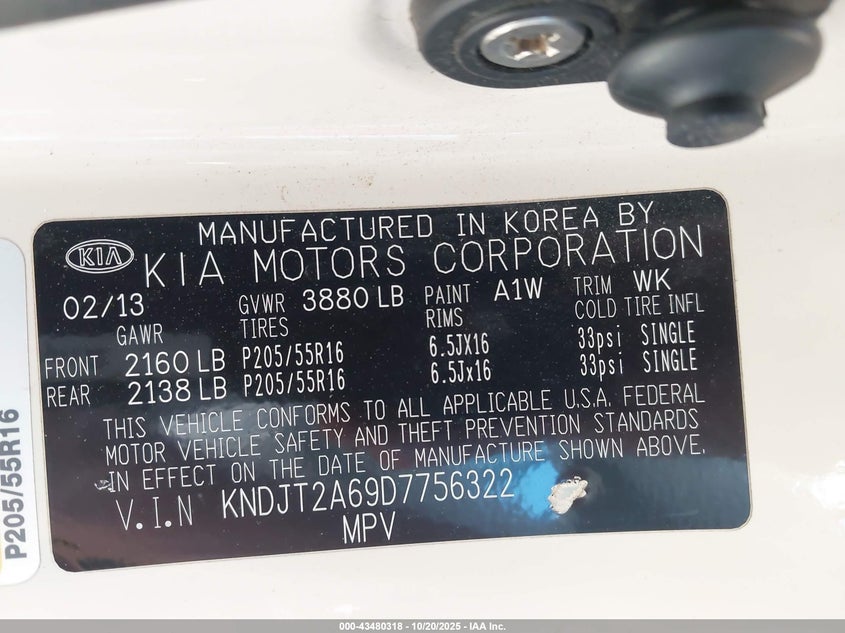 MANUFACTURED IN KOREA BY
KIA KIA MOTORS CORPORATION
02/13 GVWR 3880 LB PAINT A1W TRIM WK
GAWR TIRES RIMS COLD TIRE INFL
FRONT 2160 LB P205/55R16 6.5JX16 33psi SINGLE
REAR 2138 LB P205/55R16 6.5Jx16 33psi SINGLE
THIS VEHICLE CONFORMS TO ALL APPLICABLE U.S.A. FEDERAL
MOTOR VEHICLE SAFETY AND THEFT PREVENTION STANDARDS
IN EFFECT ON THE DATE OF MANUFACTURE SHOWN ABOVE.
V.I.N KNDJT2A69D7756322
MPV
P205/55R16
000-43480318 - 10/20/2025 - IAA Inc.